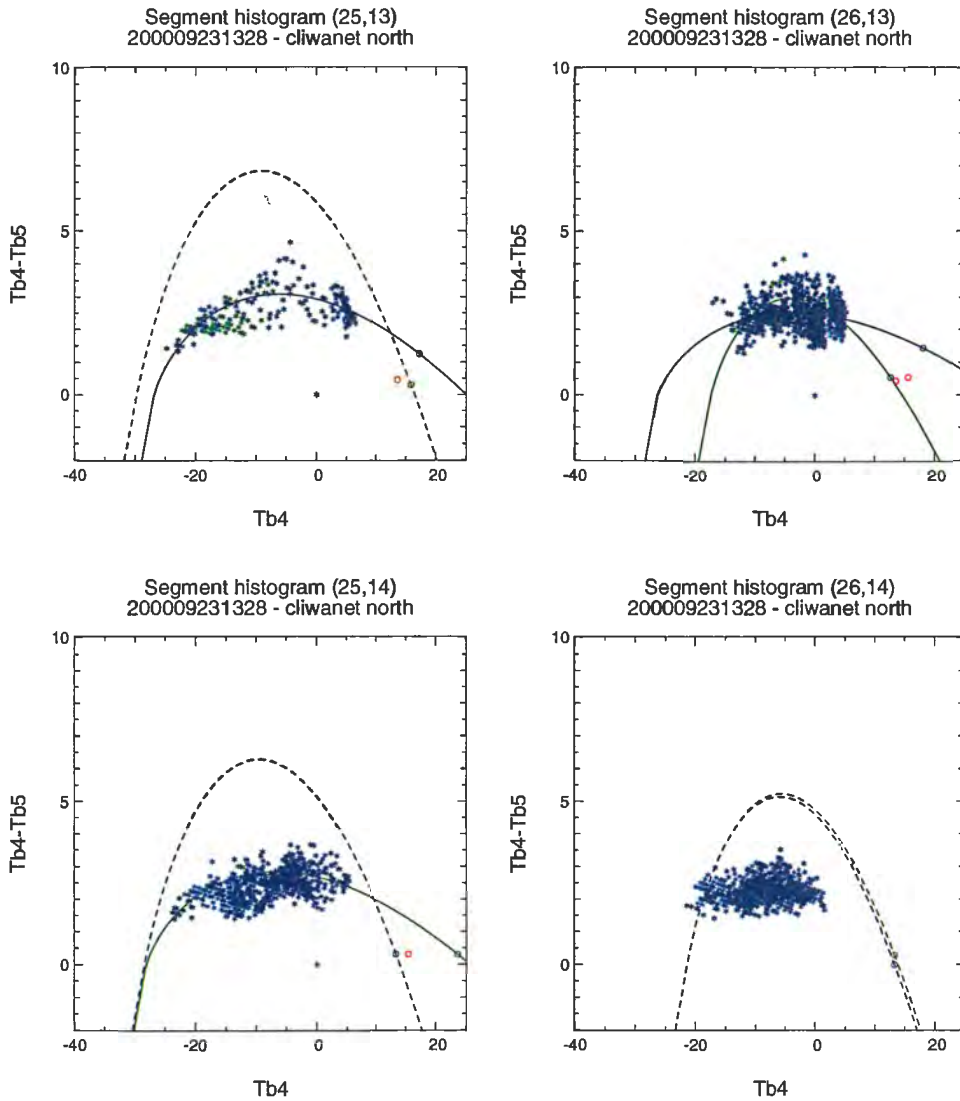 Segment histogram (25,13)
200009231328 - cliwanet north
10
5
0
Tb4-Tb5
-40
-20
0
20
Tb4
Segment histogram (26,13)
200009231328 - cliwanet north
10
5
0
Tb4-Tb5
-40
-20
0
20
Tb4
Segment histogram (25,14)
200009231328 - cliwanet north
10
5
0
Tb4-Tb5
-40
-20
0
20
Tb4
Segment histogram (26,14)
200009231328 - cliwanet north
10
5
0
Tb4-Tb5
-40
-20
0
20
Tb4